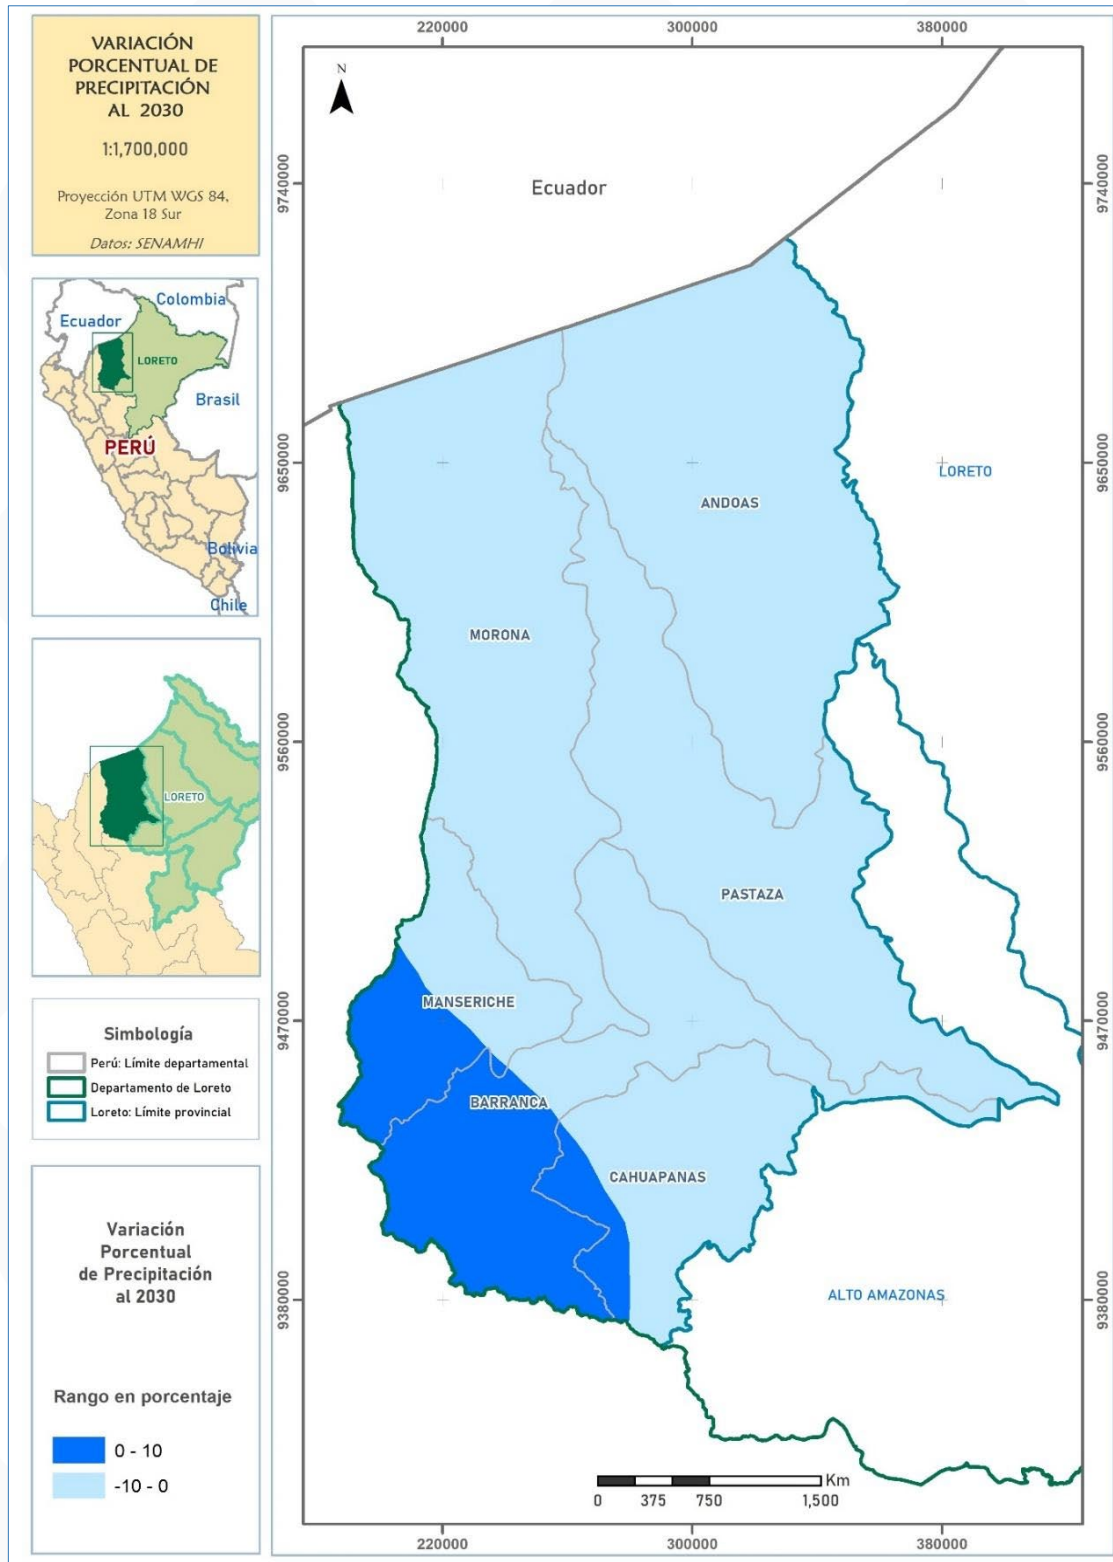 VARIACIÓN
PORCENTUAL DE
PRECIPITACIÓN
AL 2030
1:1,700,000
Proyección UTM WGS 84,
Zona 18 Sur
Datos: SENAMHI
Colombia
Ecuador
LORETO
Brasil
PERÚ
Bolivia
Chile
LORETO
Simbología
Perú: Límite departamental
Departamento de Loreto
Loreto: Límite provincial
Variación
Porcentual
de Precipitación
al 2030
Rango en porcentaje
0 - 10
-10 - 0
220000 300000 380000
N
Ecuador
9740000 9740000
9650000 9650000
LORETO
ANDOAS
MORONA
9560000 9560000
PASTAZA
MANSERICHE
9470000 9470000
BARRANCA
CAHUAPANAS
ALTO AMAZONAS
9380000 9380000
Km
0 375 750 1,500
220000 300000 380000